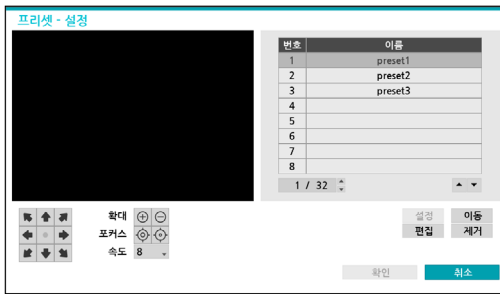 프리셋 - 설정
번호 이름
1 preset1
2 preset2
3 preset3
4
5
6
7
8
1 / 32
확대
포커스
속도 8
설정 이동
편집 제거
확인 취소